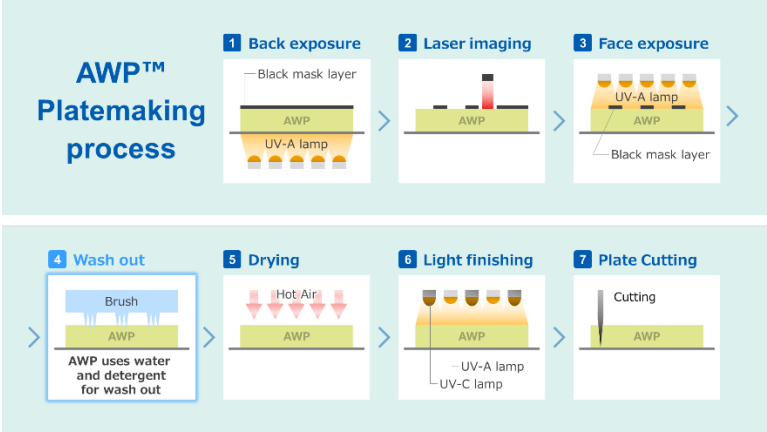 AWP™
Platemaking
process
1 Back exposure
Black mask layer
AWP
UV-A lamp
2 Laser imaging
AWP
3 Face exposure
UV-A lamp
AWP
Black mask layer
4 Wash out
Brush
AWP
AWP uses water
and detergent
for wash out
5 Drying
Hot Air
AWP
6 Light finishing
AWP
UV-A lamp
UV-C lamp
7 Plate Cutting
Cutting
AWP